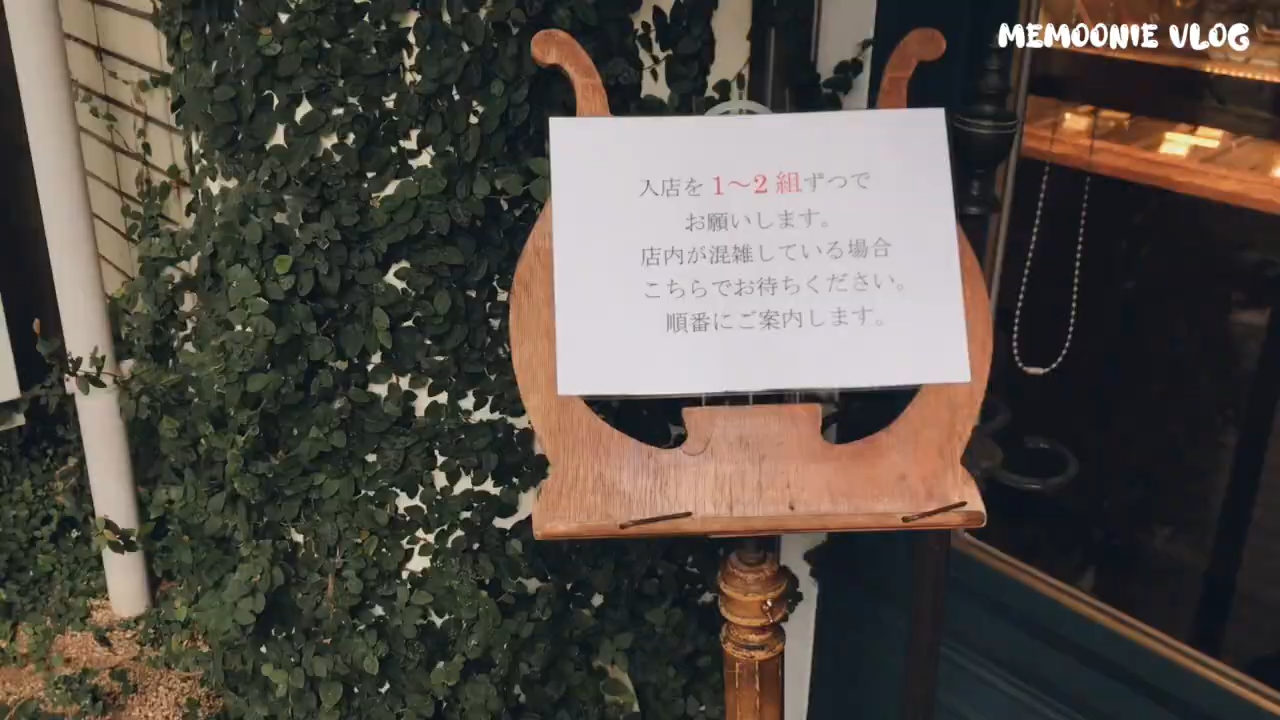 MEMOONIE VLOG
入店を 1〜2 組ずつで
お願いします。
店内が混雑している場合
こちらでお待ちください。
順番にご案内します。